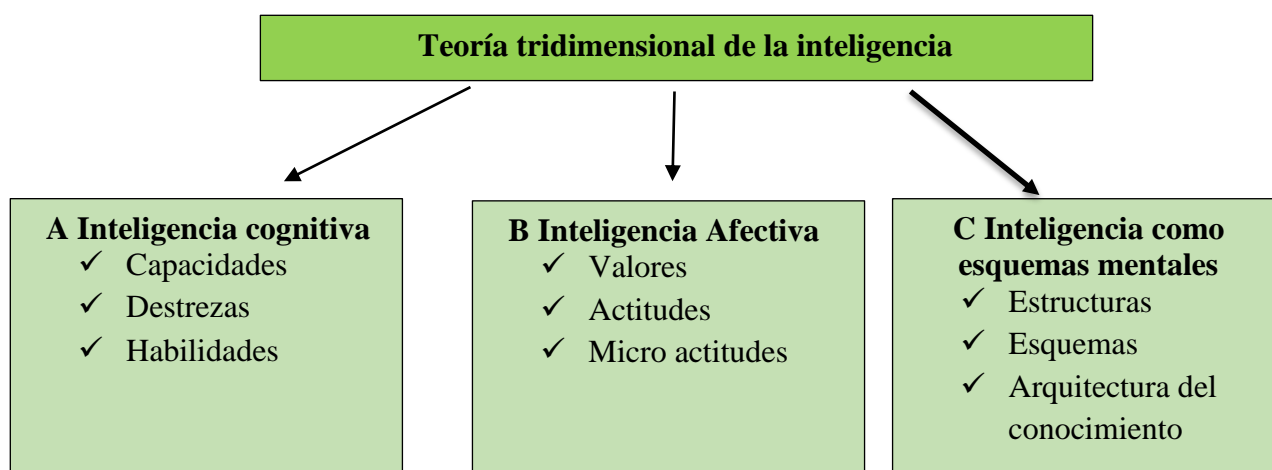 Teoría tridimensional de la inteligencia
A Inteligencia cognitiva
✓ Capacidades
✓ Destrezas
✓ Habilidades
B Inteligencia Afectiva
✓ Valores
✓ Actitudes
✓ Micro actitudes
C Inteligencia como
esquemas mentales
✓ Estructuras
✓ Esquemas
✓ Arquitectura del
conocimiento